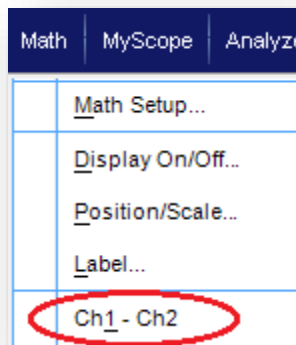 Math MyScope Analyze
Math Setup...
Display On/Off...
Position/Scale...
Label...
Ch1 - Ch2